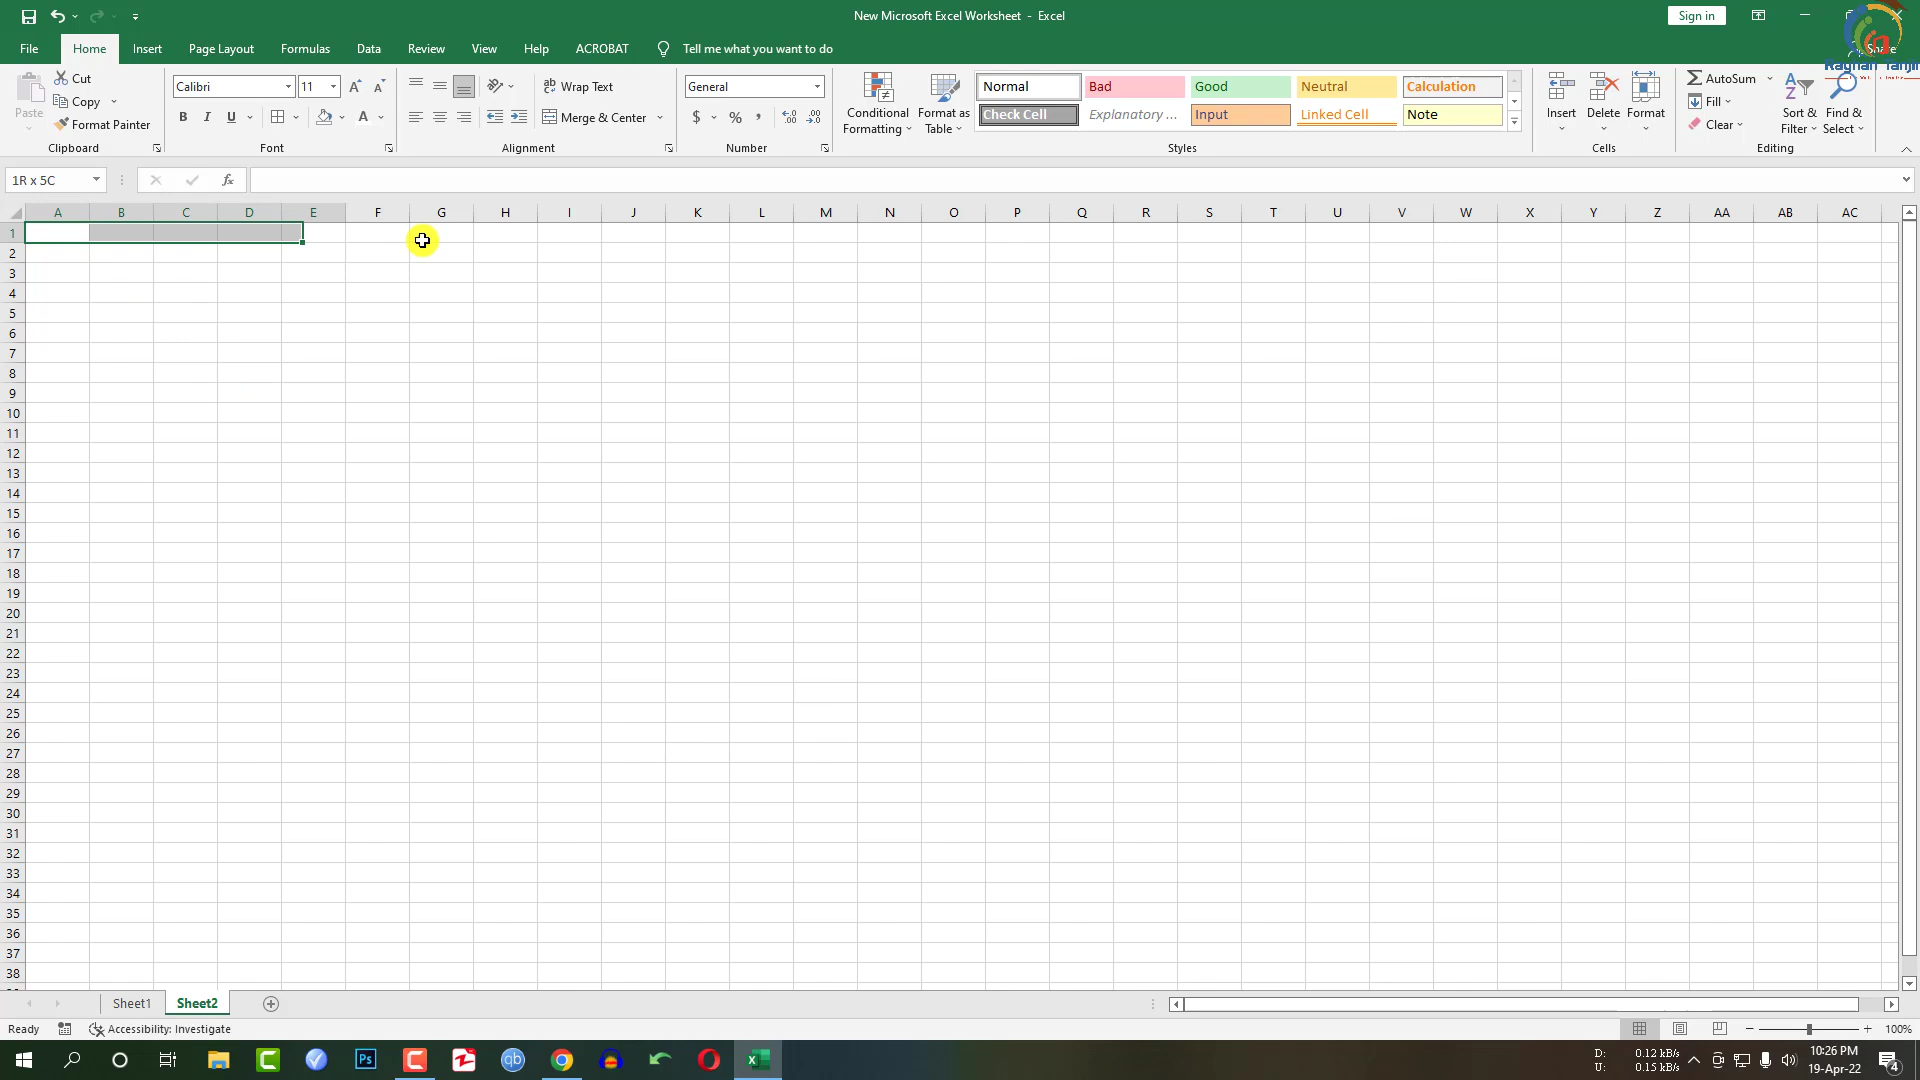 New Microsoft Excel Worksheet - Excel
Sign in
File Home Insert Page Layout Formulas Data Review View Help ACROBAT Tell me what you want to do Share
Raghan Tanjim
Paste
Cut
Copy
Format Painter
Clipboard
Calibri 11
B I U
Font
Wrap Text
Merge & Center
Alignment
General
$ % ,
Number
Conditional Formatting
Format as Table
Normal Bad Good Neutral Calculation
Check Cell Explanatory ... Input Linked Cell Note
Styles
Insert Delete Format
Cells
AutoSum
Fill
Clear
Sort & Filter
Find & Select
Editing
1R x 5C fx
A B C D E F G H I J K L M N O P Q R S T U V W X Y Z AA AB AC
1
2
3
4
5
6
7
8
9
10
11
12
13
14
15
16
17
18
19
20
21
22
23
24
25
26
27
28
29
30
31
32
33
34
35
36
37
38
Sheet1 Sheet2
Ready Accessibility: Investigate 100%
D: 0.12 kB/s
U: 0.15 kB/s
10:26 PM
19-Apr-22
4